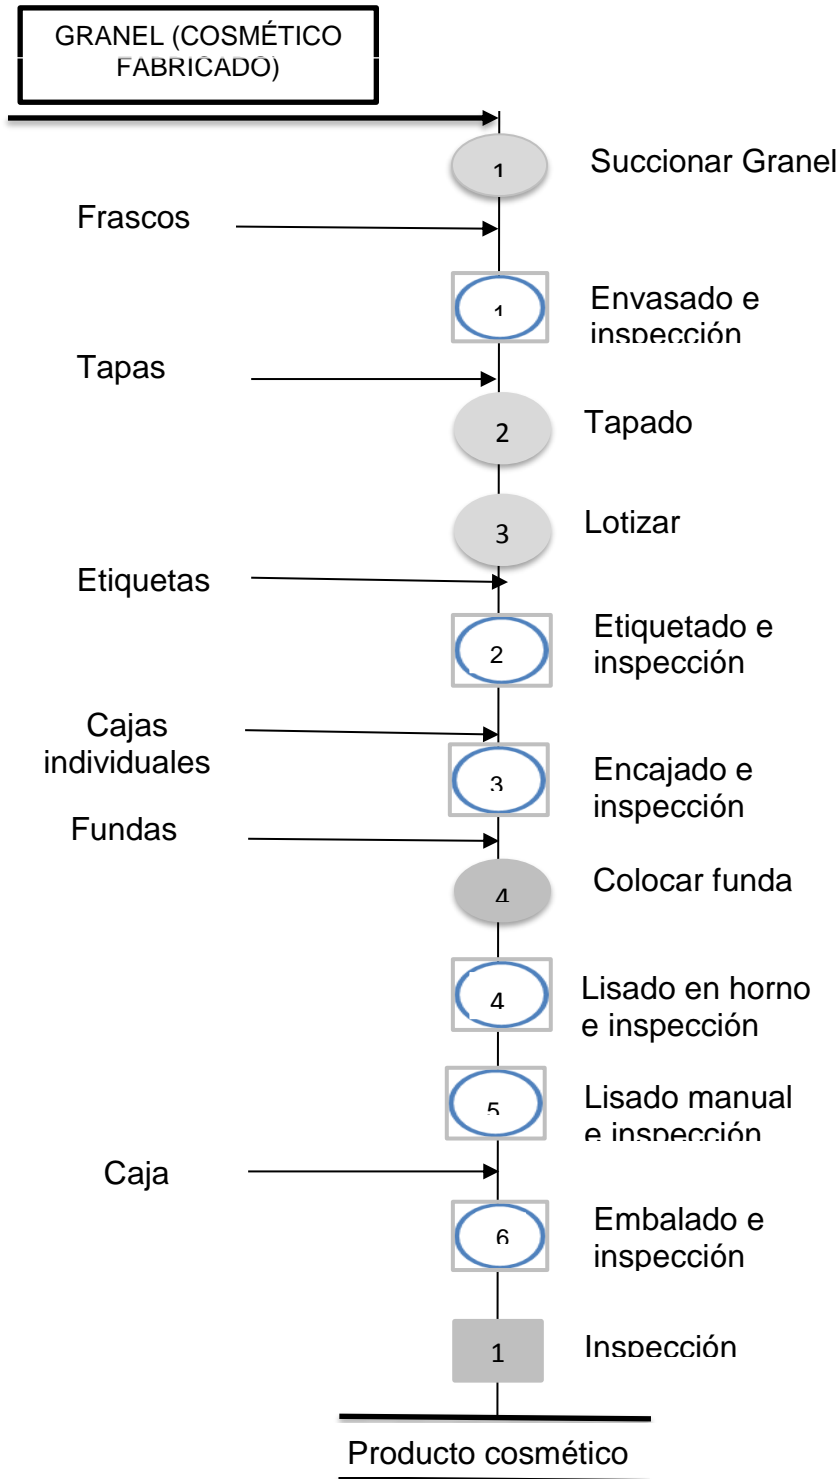 GRANEL (COSMÉTICO
FABRICADO)
1
Succionar Granel
Frascos
1
Envasado e
inspección
Tapas
2
Tapado
3
Lotizar
Etiquetas
2
Etiquetado e
inspección
Cajas
individuales
3
Encajado e
inspección
Fundas
4
Colocar funda
4
Lisado en horno
e inspección
5
Lisado manual
e inspección
Caja
6
Embalado e
inspección
1
Inspección
Producto cosmético